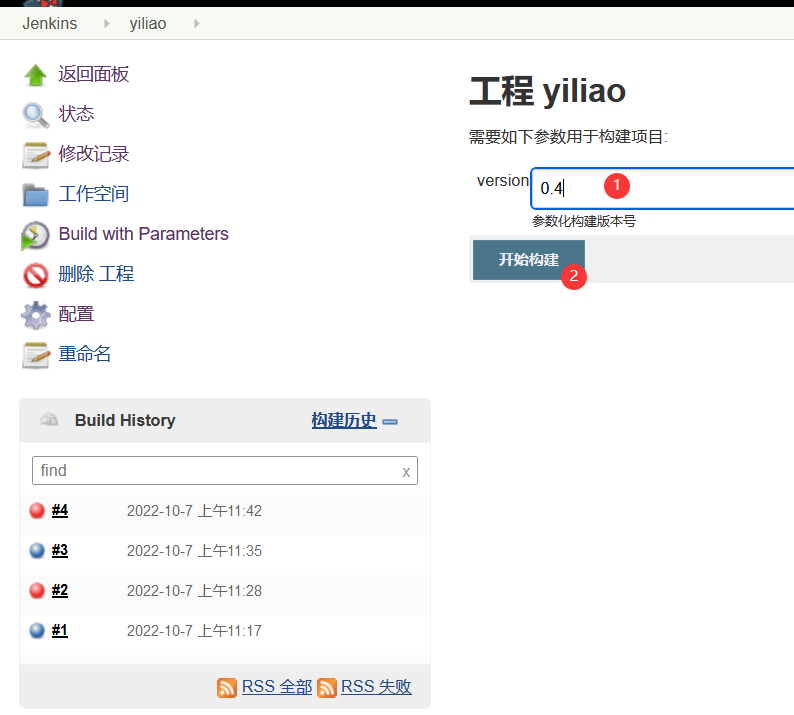 Jenkins yiliao
返回面板
状态
修改记录
工作空间
Build with Parameters
删除 工程
配置
重命名
工程 yiliao
需要如下参数用于构建项目:
version 0.4 1
参数化构建版本号
开始构建 2
Build History 构建历史
find x
#4 2022-10-7 上午11:42
#3 2022-10-7 上午11:35
#2 2022-10-7 上午11:28
#1 2022-10-7 上午11:17
RSS 全部 RSS 失败